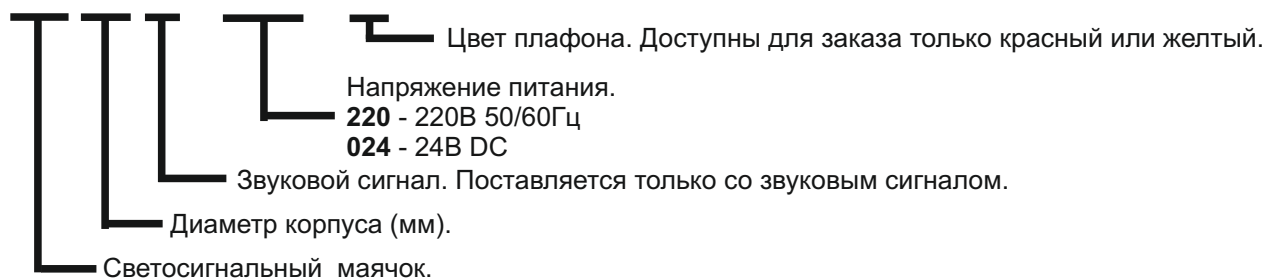 Цвет плафона. Доступны для заказа только красный или желтый.
Напряжение питания.
220 - 220В 50/60Гц
024 - 24В DC
Звуковой сигнал. Поставляется только со звуковым сигналом.
Диаметр корпуса (мм).
Светосигнальный маячок.